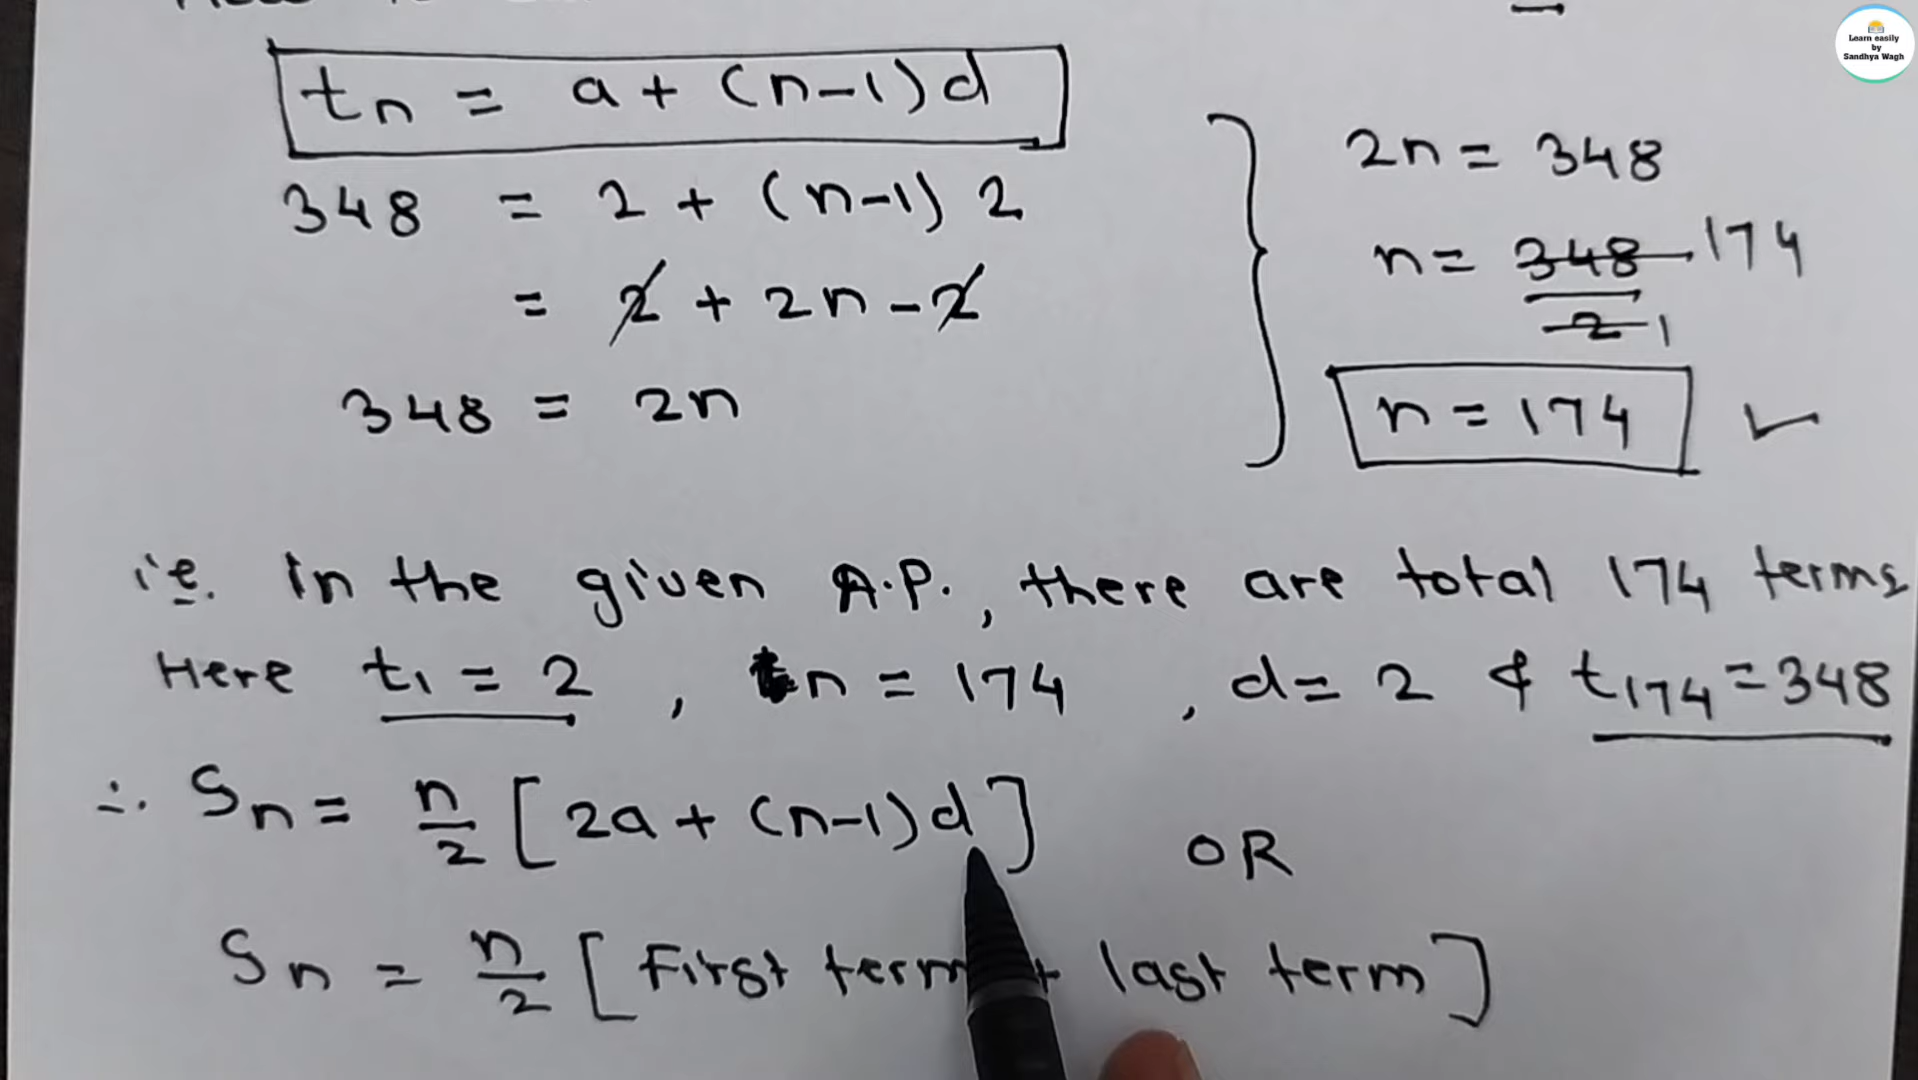 tn = a + (n-1)d
348 = 2 + (n-1) 2
= 2 + 2n - 2
348 = 2n
2n = 348
n = 348 174
2 1
n = 174 ✓
i.e. In the given A.P., there are total 174 terms
Here t1 = 2 , n = 174 , d = 2 & t174 = 348
∴ Sn = n/2 [2a + (n-1)d] OR
Sn = n/2 [First term + last term]
Learn easily
by
Sandhya Wagh